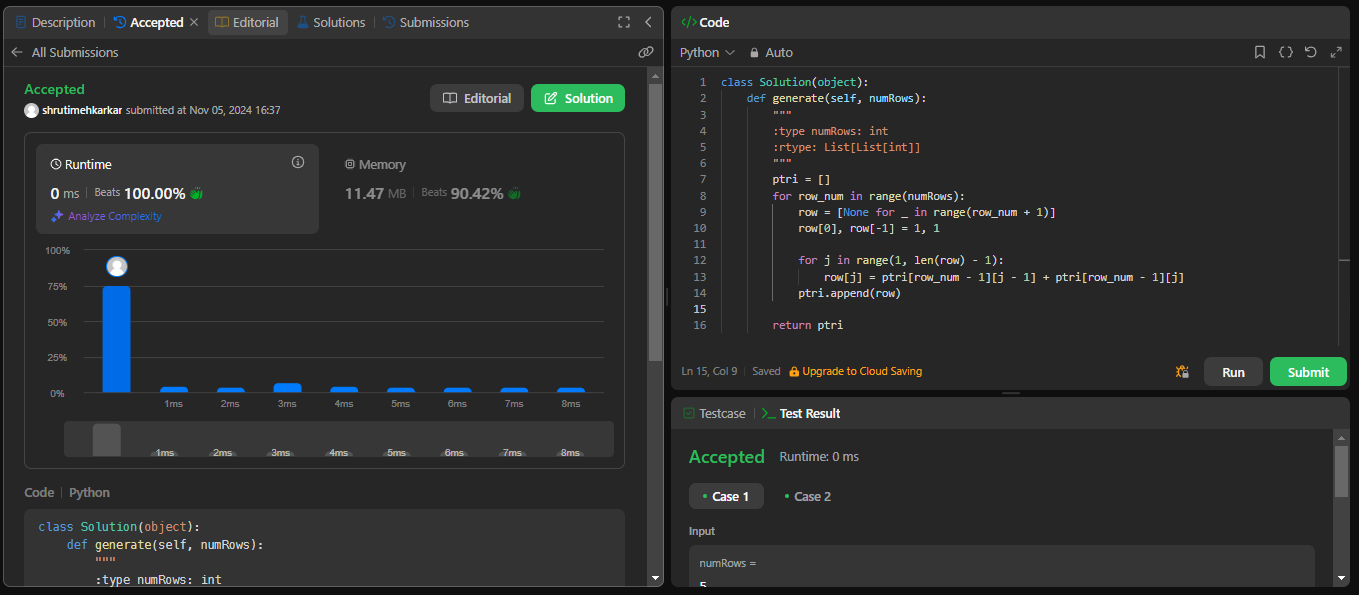 Description Accepted Editorial Solutions Submissions
All Submissions
Accepted
shrutimehkarkar submitted at Nov 05, 2024 16:37
Editorial Solution
Runtime
0 ms Beats 100.00%
Analyze Complexity
Memory
11.47 MB Beats 90.42%
100%
75%
50%
25%
0%
1ms 2ms 3ms 4ms 5ms 6ms 7ms 8ms
1ms 2ms 3ms 4ms 5ms 6ms 7ms 8ms
Code Python
class Solution(object):
    def generate(self, numRows):
        """
        :type numRows: int
</> Code
Python Auto
1 class Solution(object):
2     def generate(self, numRows):
3         """
4         :type numRows: int
5         :rtype: List[List[int]]
6         """
7         ptri = []
8         for row_num in range(numRows):
9             row = [None for _ in range(row_num + 1)]
10             row[0], row[-1] = 1, 1
11
12             for j in range(1, len(row) - 1):
13                 row[j] = ptri[row_num - 1][j - 1] + ptri[row_num - 1][j]
14             ptri.append(row)
15
16         return ptri
Ln 15, Col 9 Saved Upgrade to Cloud Saving
Run Submit
Testcase >_ Test Result
Accepted Runtime: 0 ms
Case 1 Case 2
Input
numRows =
5